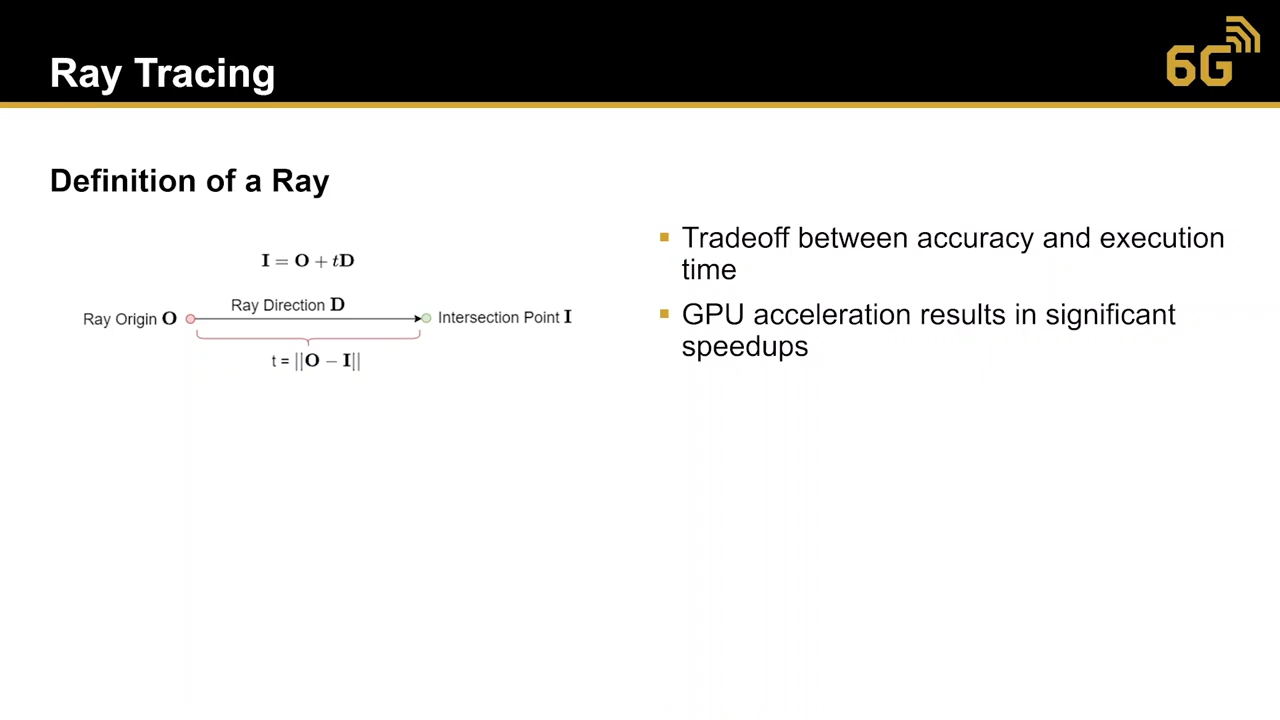 Ray Tracing
6G
Definition of a Ray
I = O + tD
Ray Direction D
Ray Origin O
Intersection Point I
t = ||O − I||
▪ Tradeoff between accuracy and execution
time
▪ GPU acceleration results in significant
speedups